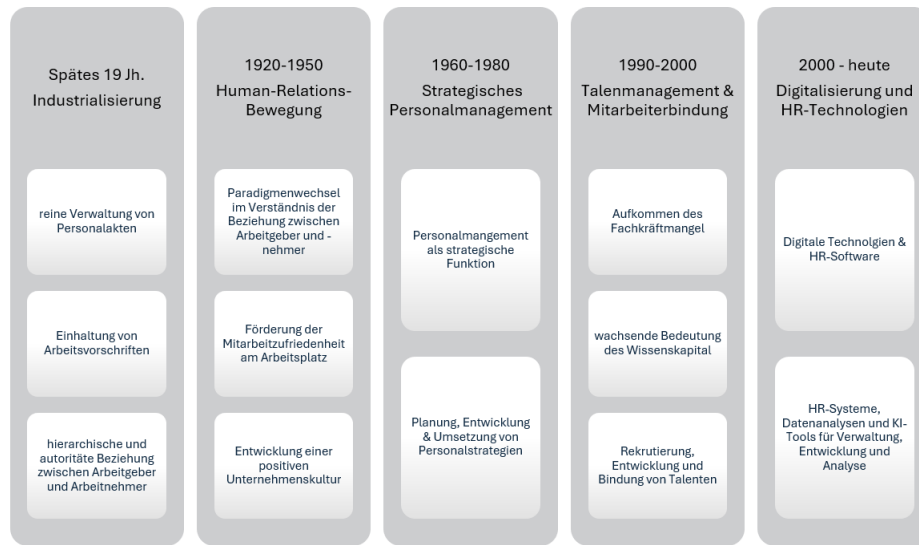 Spätes 19 Jh.
Industrialisierung
reine Verwaltung von
Personalakten
Einhaltung von
Arbeitsvorschriften
hierarchische und
autoritäte Beziehung
zwischen Arbeitgeber
und Arbeitnehmer
1920-1950
Human-Relations-
Bewegung
Paradigmenwechsel
im Verständnis der
Beziehung zwischen
Arbeitgeber und -
nehmer
Förderung der
Mitarbeitzufriedenheit
am Arbeitsplatz
Entwicklung einer
positiven
Unternehmenskultur
1960-1980
Strategisches
Personalmanagement
Personalmangement
als strategische
Funktion
Planung, Entwicklung
& Umsetzung von
Personalstrategien
1990-2000
Talenmanagement &
Mitarbeiterbindung
Aufkommen des
Fachkräftmangel
wachsende Bedeutung
des Wissenskapital
Rekrutierung,
Entwicklung und
Bindung von Talenten
2000 - heute
Digitalisierung und
HR-Technologien
Digitale Technolgien &
HR-Software
HR-Systeme,
Datenanalysen und KI-
Tools für Verwaltung,
Entwicklung und
Analyse